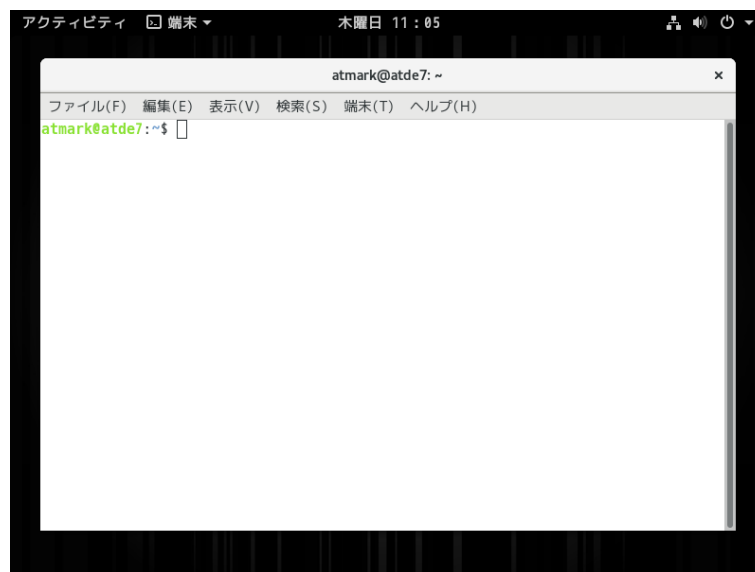 アクティビティ 端末 木曜日 11:05
atmark@atde7: ~
ファイル(F) 編集(E) 表示(V) 検索(S) 端末(T) ヘルプ(H)
atmark@atde7:~$